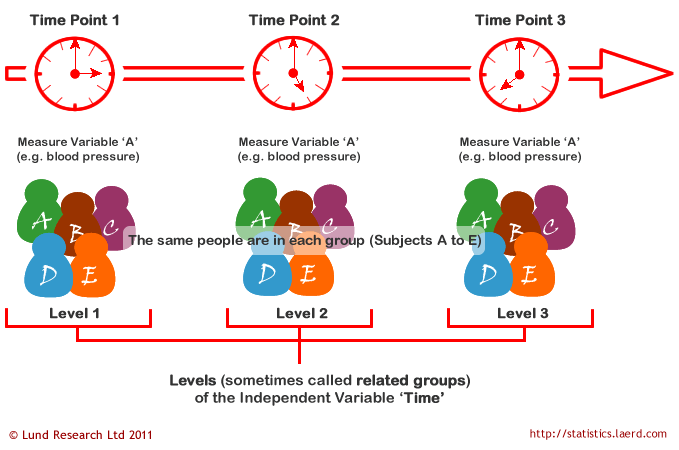 Time Point 1
Time Point 2
Time Point 3
Measure Variable ‘A’
(e.g. blood pressure)
Measure Variable ‘A’
(e.g. blood pressure)
Measure Variable ‘A’
(e.g. blood pressure)
A
B
C
D
E
A
B
C
D
E
A
B
C
D
E
The same people are in each group (Subjects A to E)
Level 1
Level 2
Level 3
Levels (sometimes called related groups)
of the Independent Variable ‘Time’
© Lund Research Ltd 2011
http://statistics.laerd.com